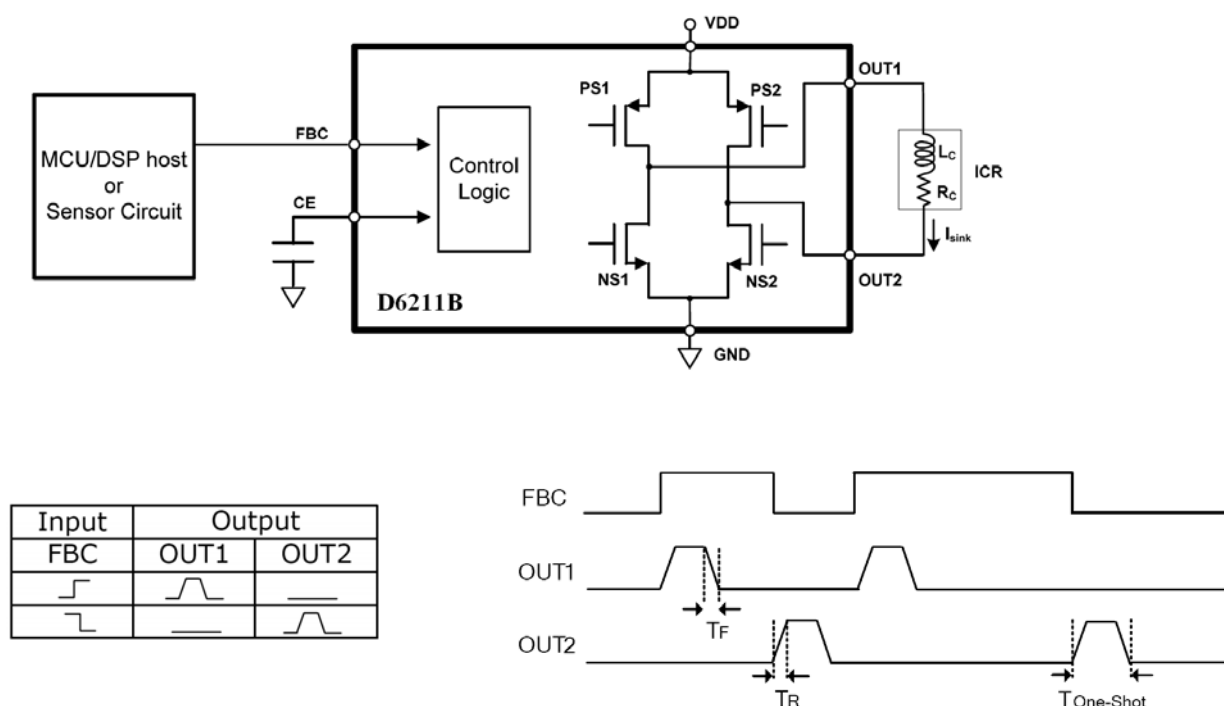 VDD
OUT1
PS1
PS2
FBC
MCU/DSP host
or
Sensor Circuit
Control
Logic
LC
RC
ICR
CE
Isink
NS1
NS2
OUT2
D6211B
GND
Input
Output
FBC
OUT1
OUT2
FBC
OUT1
TF
OUT2
TR
TOne-Shot